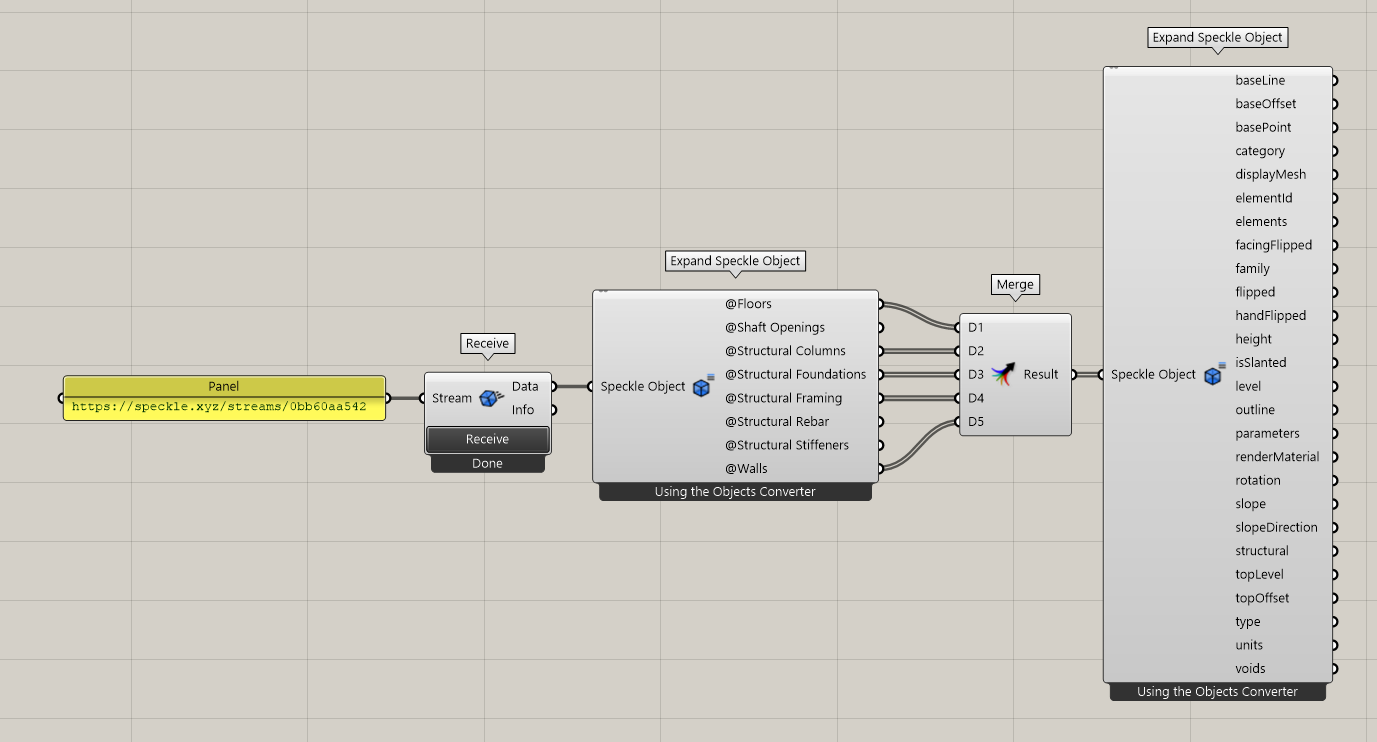 Panel
https://speckle.xyz/streams/0bb60aa542
Receive
Stream
Data
Info
Receive
Done
Expand Speckle Object
Speckle Object
@Floors
@Shaft Openings
@Structural Columns
@Structural Foundations
@Structural Framing
@Structural Rebar
@Structural Stiffeners
@Walls
Using the Objects Converter
Merge
D1
D2
D3
D4
D5
Result
Expand Speckle Object
Speckle Object
baseLine
baseOffset
basePoint
category
displayMesh
elementId
elements
facingFlipped
family
flipped
handFlipped
height
isSlanted
level
outline
parameters
renderMaterial
rotation
slope
slopeDirection
structural
topLevel
topOffset
type
units
voids
Using the Objects Converter